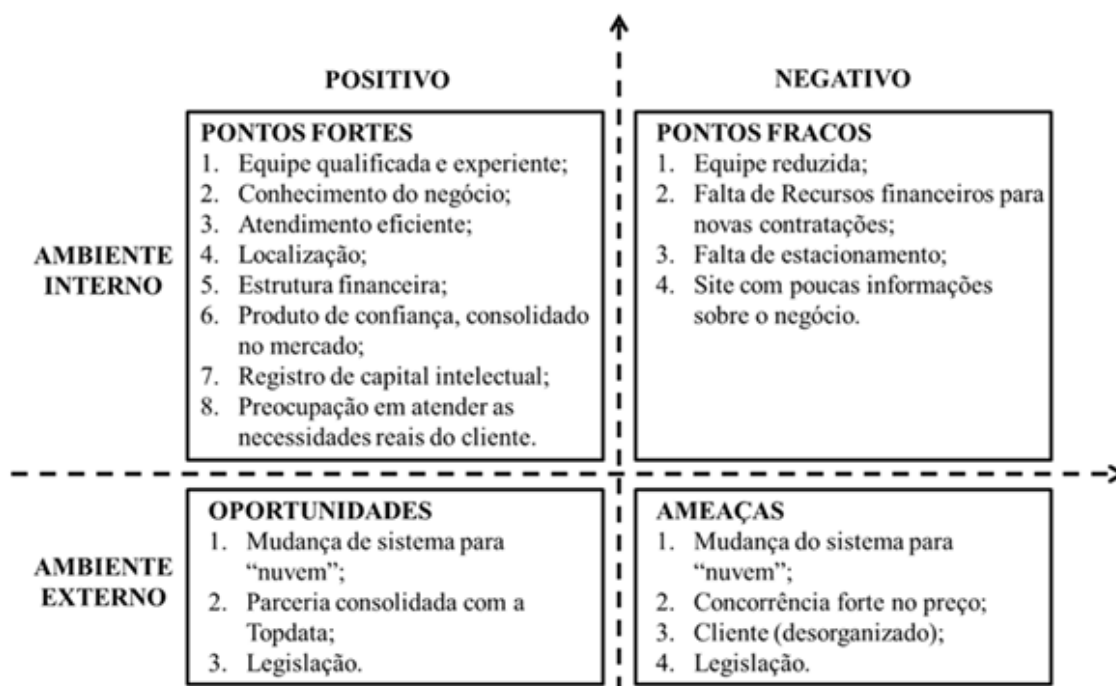 POSITIVO
NEGATIVO
AMBIENTE
INTERNO
PONTOS FORTES
1. Equipe qualificada e experiente;
2. Conhecimento do negócio;
3. Atendimento eficiente;
4. Localização;
5. Estrutura financeira;
6. Produto de confiança, consolidado
no mercado;
7. Registro de capital intelectual;
8. Preocupação em atender as
necessidades reais do cliente.
PONTOS FRACOS
1. Equipe reduzida;
2. Falta de Recursos financeiros para
novas contratações;
3. Falta de estacionamento;
4. Site com poucas informações
sobre o negócio.
AMBIENTE
EXTERNO
OPORTUNIDADES
1. Mudança de sistema para
“nuvem”;
2. Parceria consolidada com a
Topdata;
3. Legislação.
AMEAÇAS
1. Mudança do sistema para
“nuvem”;
2. Concorrência forte no preço;
3. Cliente (desorganizado);
4. Legislação.